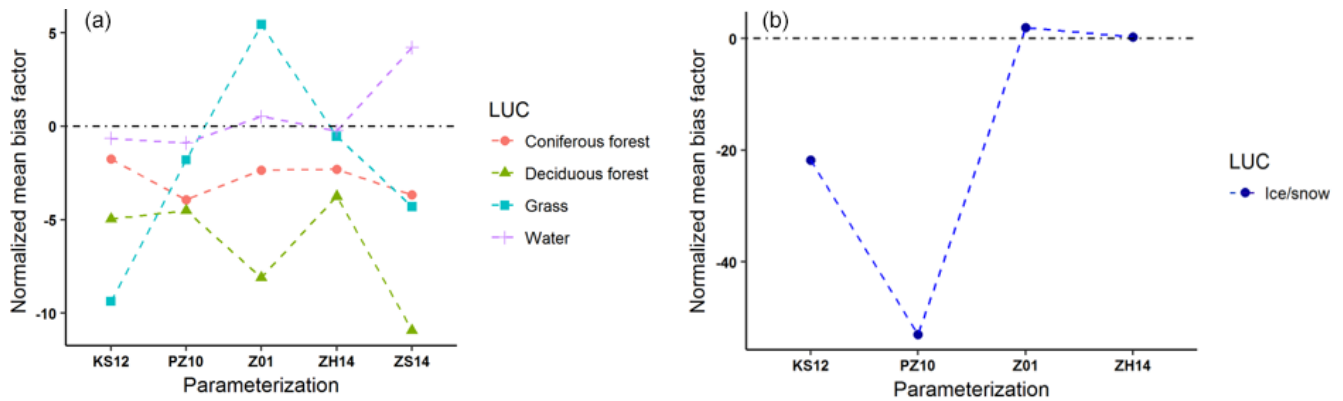 (a)
Normalized mean bias factor
5
0
-5
-10
KS12 PZ10 Z01 ZH14 ZS14
Parameterization
LUC
Coniferous forest
Deciduous forest
Grass
Water
(b)
Normalized mean bias factor
0
-20
-40
KS12 PZ10 Z01 ZH14
Parameterization
LUC
Ice/snow